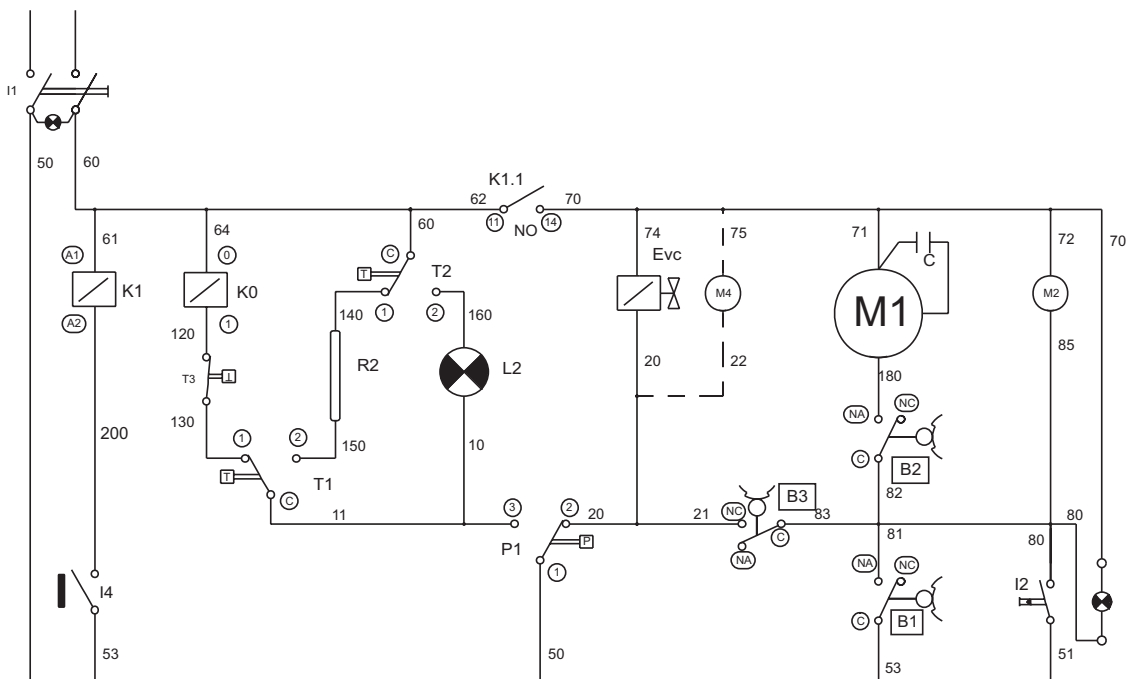 I1
50
60
K1.1
62
70
11
14
NO
61
64
60
74
75
71
72
70
A1
0
C
T2
Evc
C
T
K1
K0
M4
M1
M2
A2
1
1
2
140
160
120
R2
L2
20
22
85
T3
T
180
130
NA
NC
200
1
2
150
10
T
T1
C
C
B2
82
3
2
NC
B3
11
20
21
83
81
80
80
P1
P
C
NA
1
NA
NC
I4
I2
C
B1
53
50
53
51